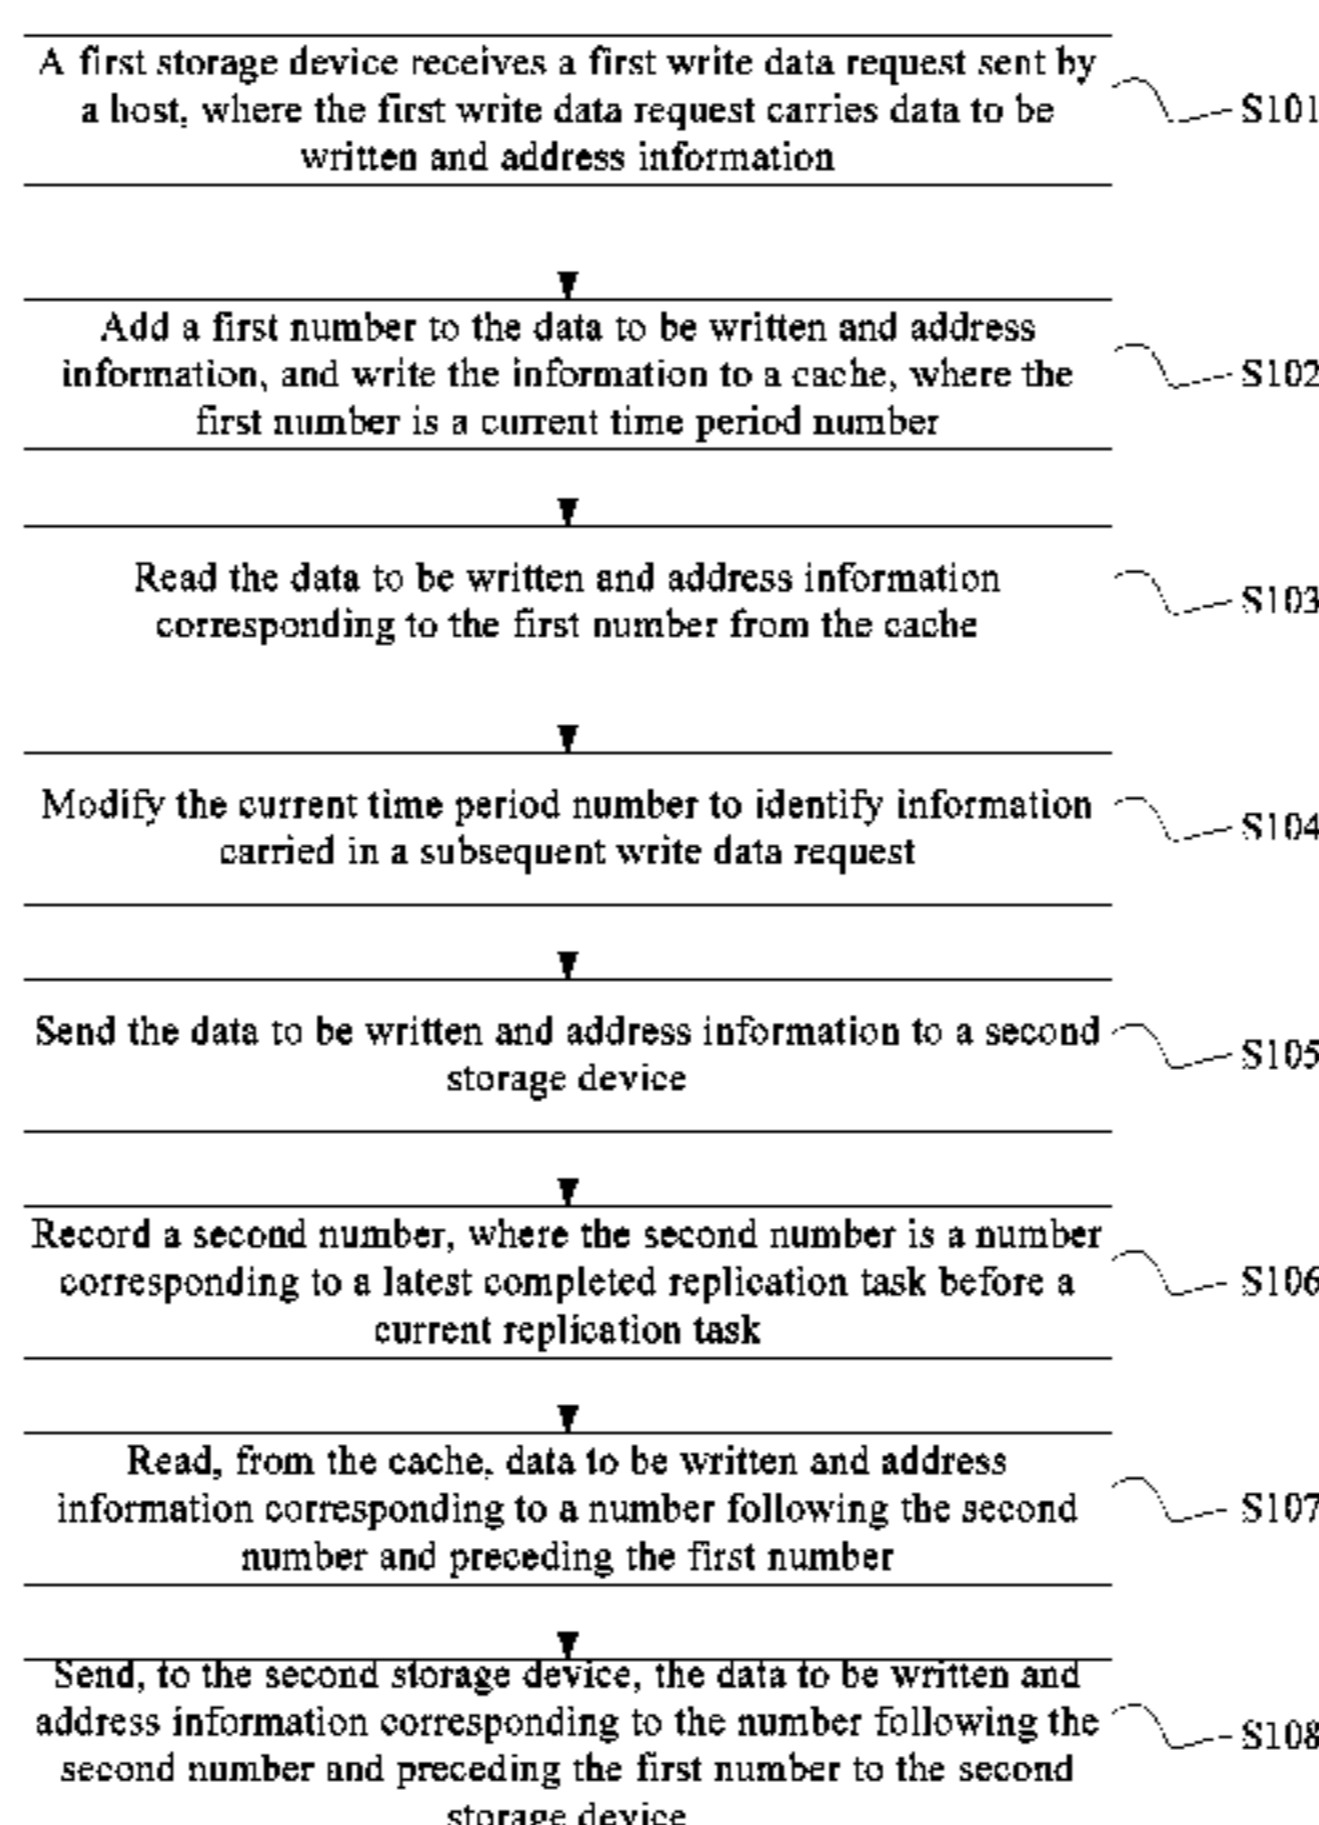 A first storage device receives a first write data request sent by
a host, where the first write data request carries data to be
written and address information
S101
Add a first number to the data to be written and address
information, and write the information to a cache, where the
first number is a current time period number
S102
Read the data to be written and address information
corresponding to the first number from the cache
S103
Modify the current time period number to identify information
carried in a subsequent write data request
S104
Send the data to be written and address information to a second
storage device
S105
Record a second number, where the second number is a number
corresponding to a latest completed replication task before a
current replication task
S106
Read, from the cache, data to be written and address
information corresponding to a number following the second
number and preceding the first number
S107
Send, to the second storage device, the data to be written and
address information corresponding to the number following the
second number and preceding the first number to the second
storage device
S108